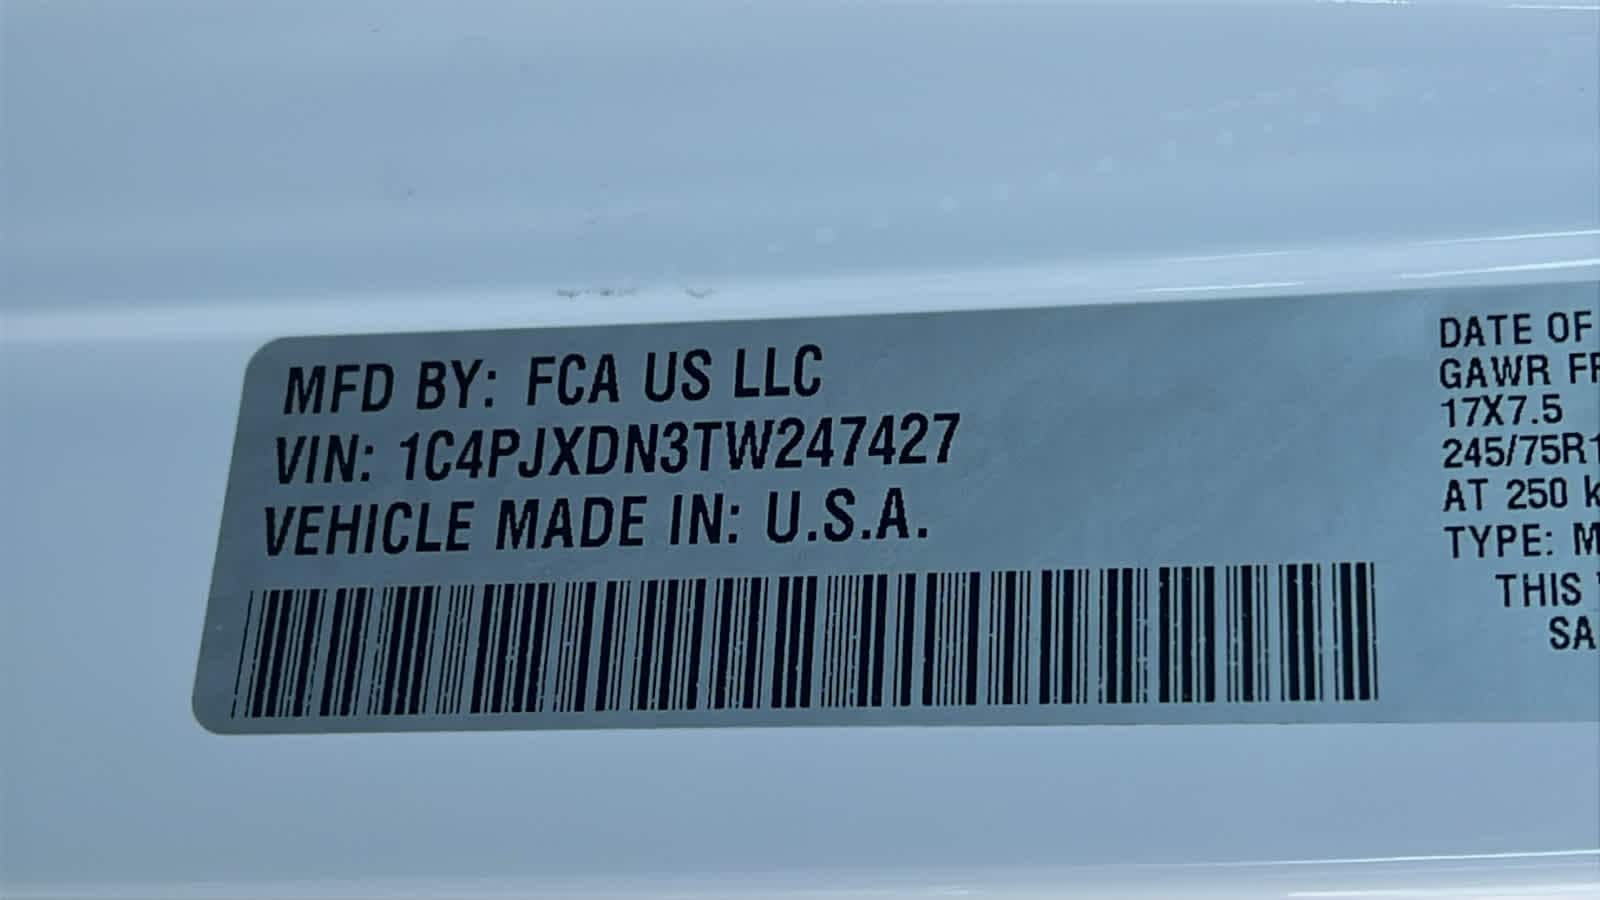 MFD BY: FCA US LLC
VIN: 1C4PJXDN3TW247427
VEHICLE MADE IN: U.S.A.
DATE OF
GAWR
17X7.5
245/75R1
AT 250
TYPE:
THIS
SA